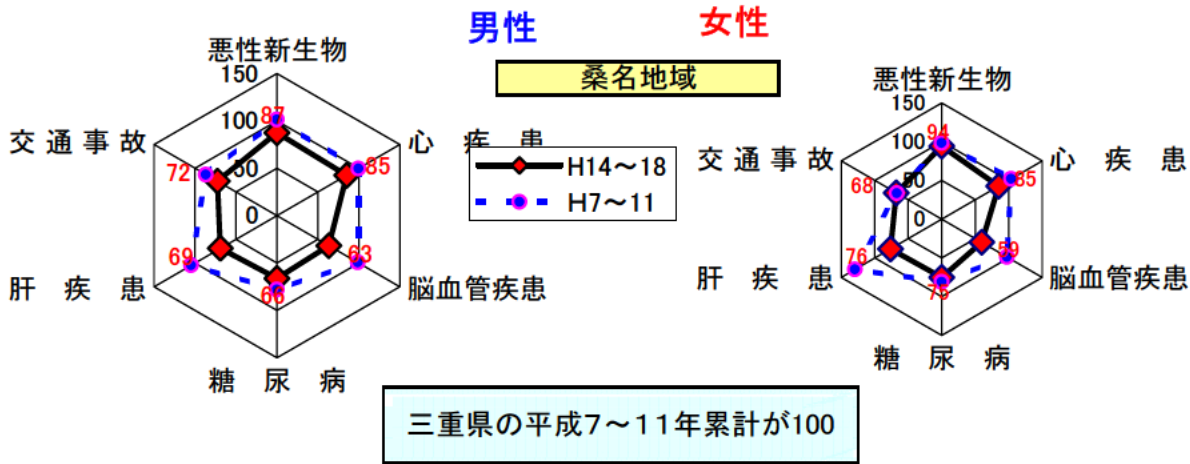 男性
女性
桑名地域
悪性新生物
150
100
50
0
87
交通事故
心疾患
72
85
69
63
66
肝疾患
脳血管疾患
糖尿病
H14～18
H7～11
悪性新生物
150
100
50
0
94
交通事故
心疾患
68
85
76
59
75
肝疾患
脳血管疾患
糖尿病
三重県の平成7～11年累計が100